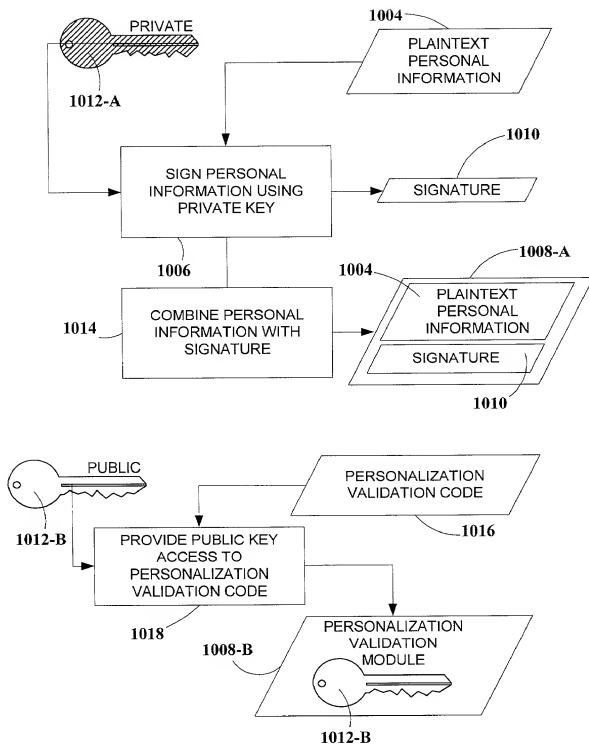 PRIVATE
1012-A
1004
PLAINTEXT
PERSONAL
INFORMATION
SIGN PERSONAL
INFORMATION USING
PRIVATE KEY
1006
1010
SIGNATURE
1014
COMBINE PERSONAL
INFORMATION WITH
SIGNATURE
1008-A
1004
PLAINTEXT
PERSONAL
INFORMATION
SIGNATURE
1010
PUBLIC
1012-B
PERSONALIZATION
VALIDATION CODE
1016
PROVIDE PUBLIC KEY
ACCESS TO
PERSONALIZATION
VALIDATION CODE
1018
1008-B
PERSONALIZATION
VALIDATION
MODULE
1012-B